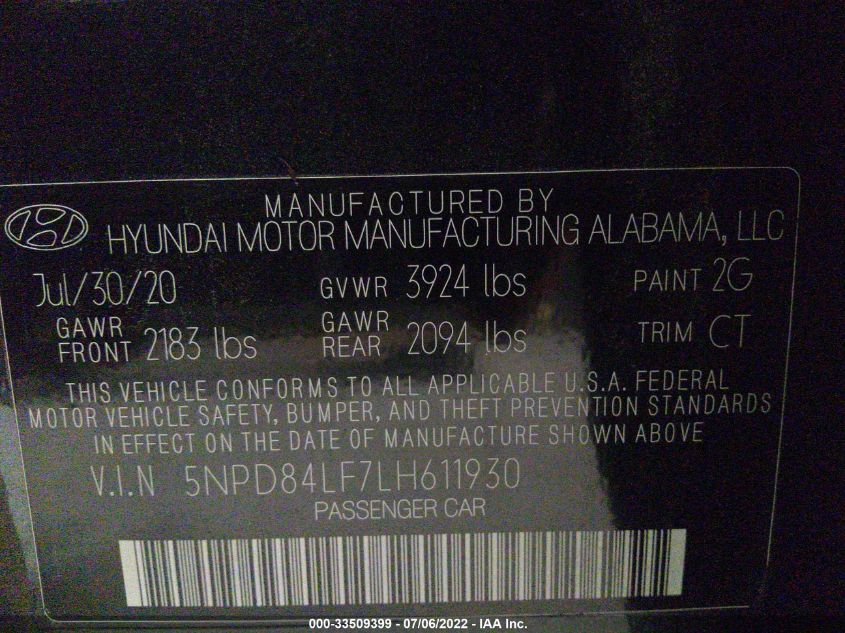 MANUFACTURED BY
HYUNDAI MOTOR MANUFACTURING ALABAMA, LLC
Jul/30/20 GVWR 3924 lbs PAINT 2G
GAWR FRONT 2183 lbs GAWR REAR 2094 lbs TRIM CT
THIS VEHICLE CONFORMS TO ALL APPLICABLE U.S.A. FEDERAL
MOTOR VEHICLE SAFETY, BUMPER, AND THEFT PREVENTION STANDARDS
IN EFFECT ON THE DATE OF MANUFACTURE SHOWN ABOVE
V.I.N 5NPD84LF7LH611930
PASSENGER CAR
000-33509399 - 07/06/2022 - IAA Inc.